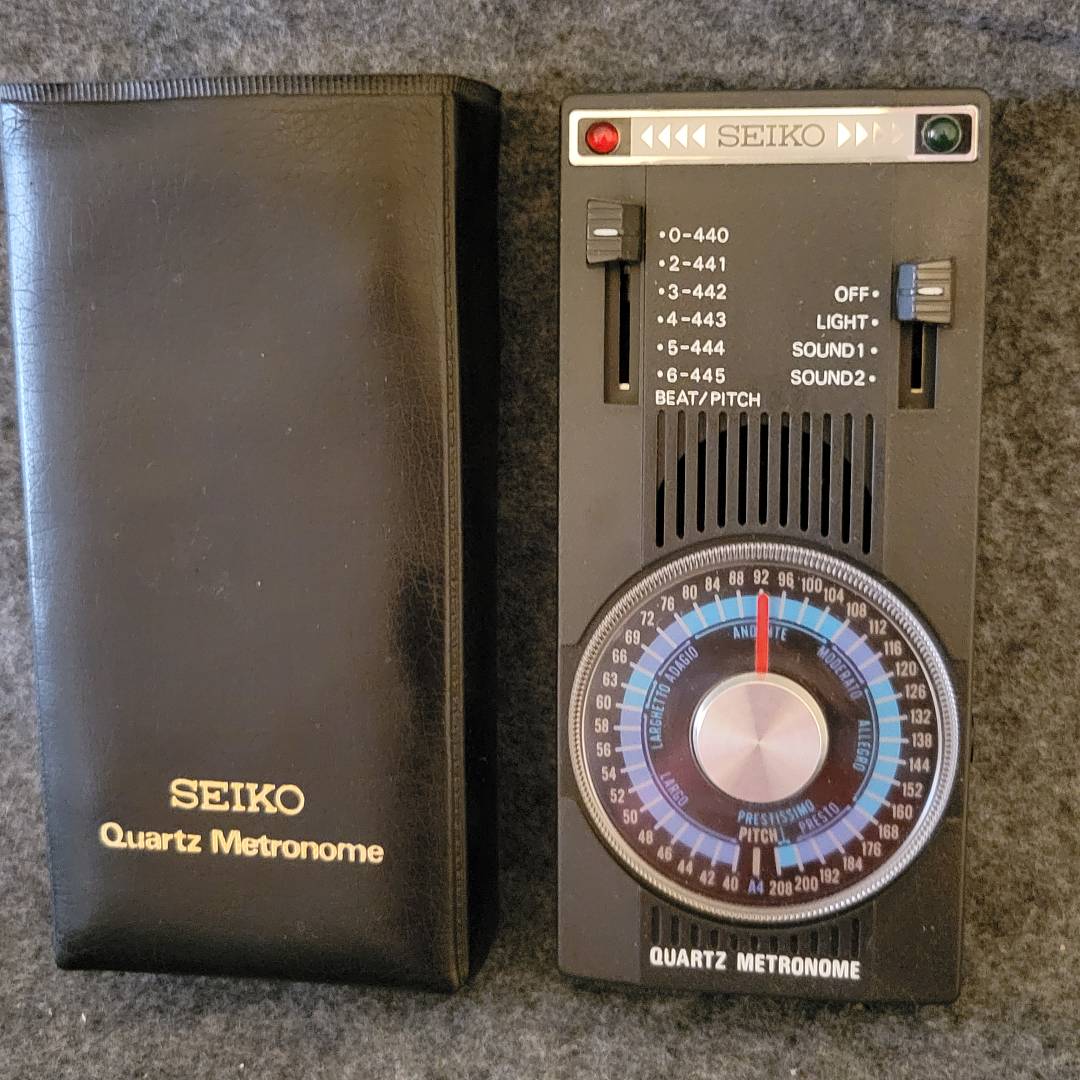 SEIKO
Quartz Metronome
SEIKO
•0-440
•2-441
•3-442
•4-443
•5-444
•6-445
BEAT/PITCH
OFF•
LIGHT•
SOUND1•
SOUND2•
40 42 44 46 48 50 52 54 56 58 60 63 66 69 72 76 80 84 88 92 96 100 104 108 112 116 120 126 132 138 144 152 160 168 176 184 192 200 208 A4
LARGO
LARGHETTO
ADAGIO
ANDANTE
MODERATO
ALLEGRO
PRESTO
PRESTISSIMO
PITCH
QUARTZ METRONOME